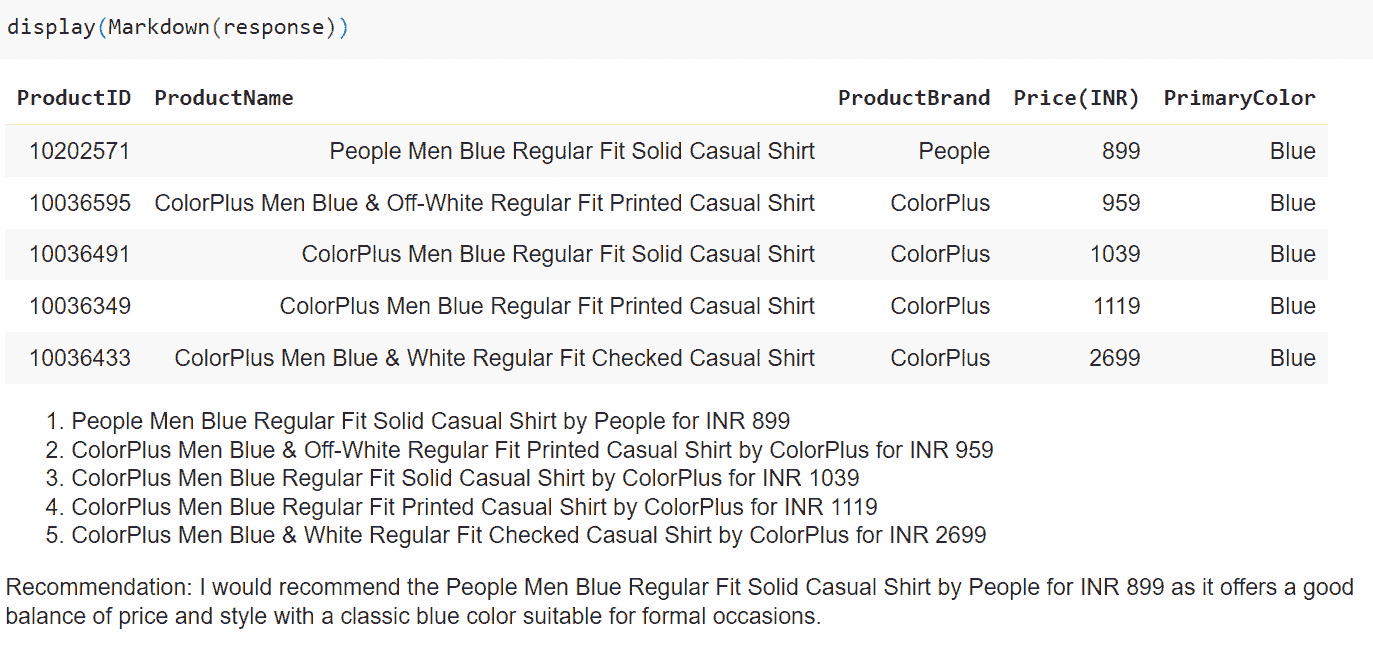 display(Markdown(response))
ProductID ProductName ProductBrand Price(INR) PrimaryColor
10202571 People Men Blue Regular Fit Solid Casual Shirt People 899 Blue
10036595 ColorPlus Men Blue & Off-White Regular Fit Printed Casual Shirt ColorPlus 959 Blue
10036491 ColorPlus Men Blue Regular Fit Solid Casual Shirt ColorPlus 1039 Blue
10036349 ColorPlus Men Blue Regular Fit Printed Casual Shirt ColorPlus 1119 Blue
10036433 ColorPlus Men Blue & White Regular Fit Checked Casual Shirt ColorPlus 2699 Blue
1. People Men Blue Regular Fit Solid Casual Shirt by People for INR 899
2. ColorPlus Men Blue & Off-White Regular Fit Printed Casual Shirt by ColorPlus for INR 959
3. ColorPlus Men Blue Regular Fit Solid Casual Shirt by ColorPlus for INR 1039
4. ColorPlus Men Blue Regular Fit Printed Casual Shirt by ColorPlus for INR 1119
5. ColorPlus Men Blue & White Regular Fit Checked Casual Shirt by ColorPlus for INR 2699
Recommendation: I would recommend the People Men Blue Regular Fit Solid Casual Shirt by People for INR 899 as it offers a good
balance of price and style with a classic blue color suitable for formal occasions.